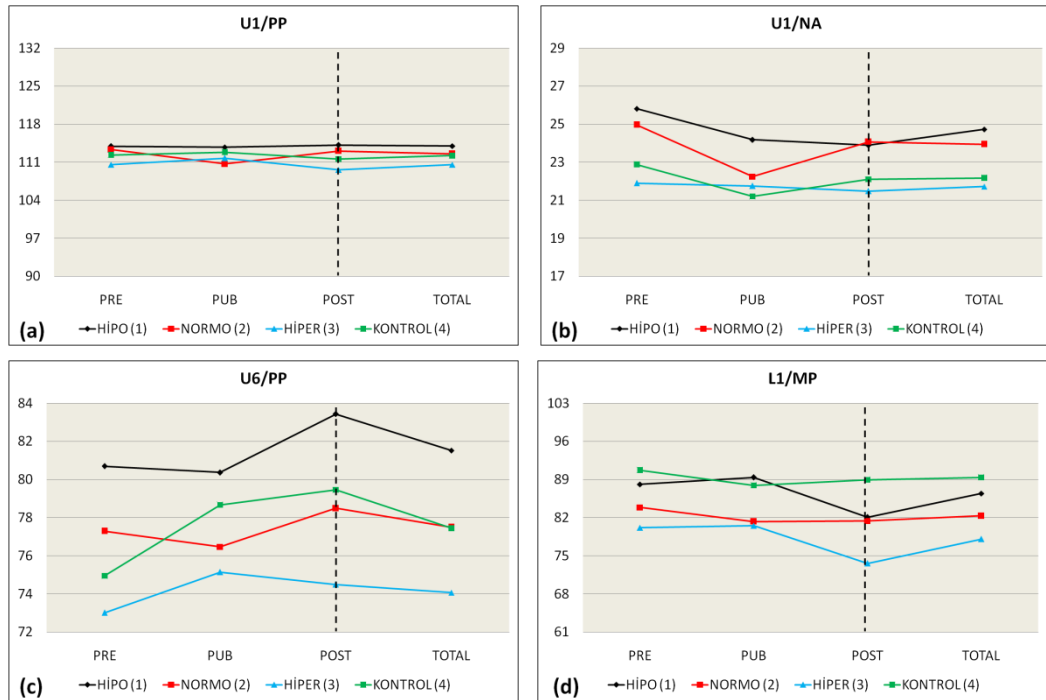 U1/PP
132
125
118
111
104
97
90
PRE PUB POST TOTAL
(a) HİPO (1) NORMO (2) HİPER (3) KONTROL (4)
U1/NA
29
27
25
23
21
19
17
PRE PUB POST TOTAL
(b) HİPO (1) NORMO (2) HİPER (3) KONTROL (4)
U6/PP
84
82
80
78
76
74
72
PRE PUB POST TOTAL
(c) HİPO (1) NORMO (2) HİPER (3) KONTROL (4)
L1/MP
103
96
89
82
75
68
61
PRE PUB POST TOTAL
(d) HİPO (1) NORMO (2) HİPER (3) KONTROL (4)